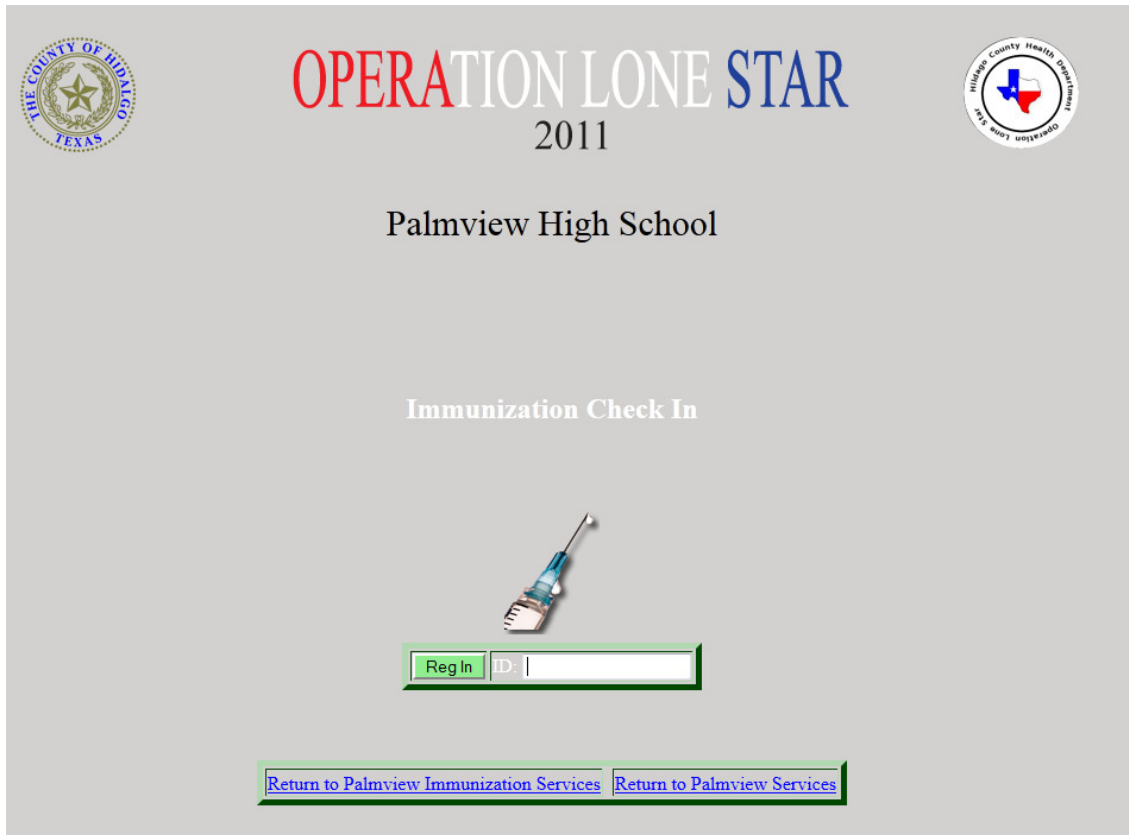 THE COUNTY OF HIDALGO
TEXAS
OPERATION LONE STAR
2011
Hildago County Health Department
Operation Lone Star
Palmview High School
Immunization Check In
Reg In ID:
Return to Palmview Immunization Services Return to Palmview Services